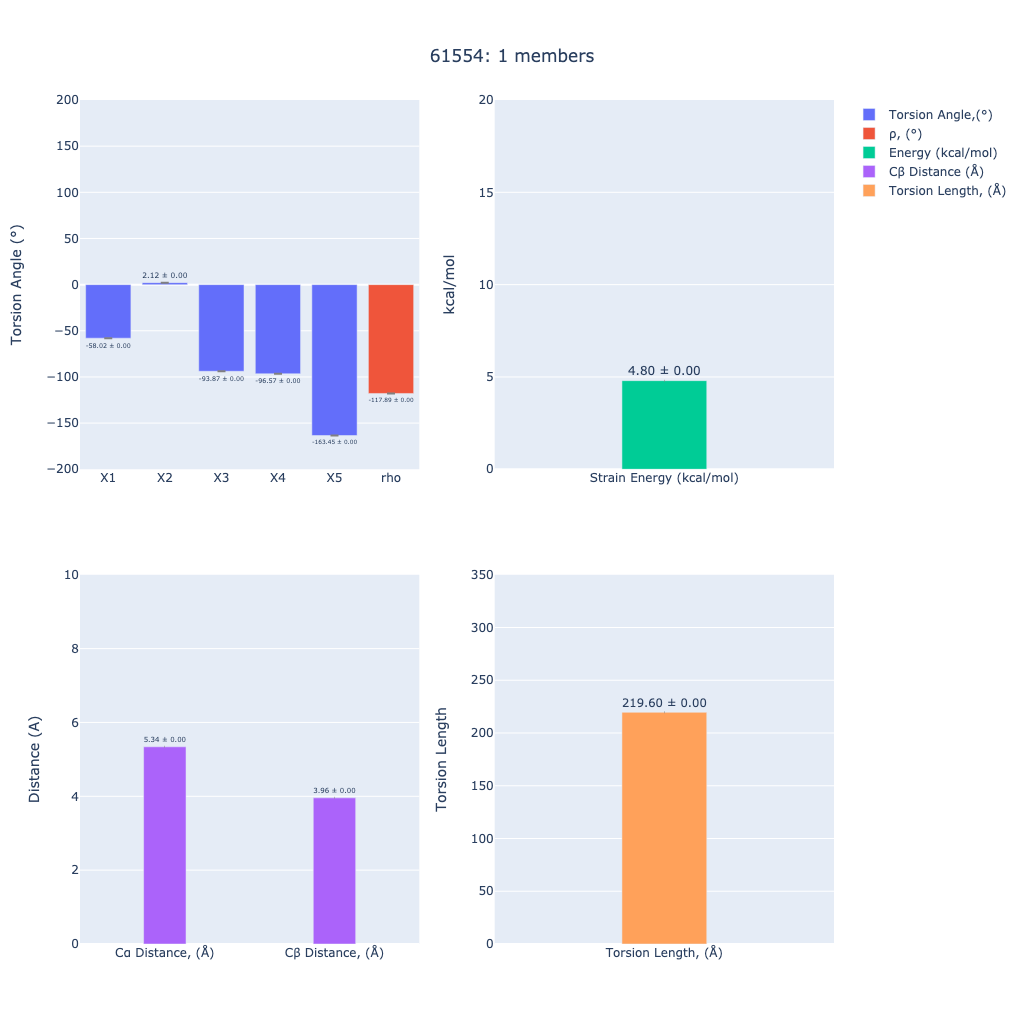 61554: 1 members
Torsion Angle (°)
200
150
100
50
0
−50
−100
−150
−200
-58.02 ± 0.00
2.12 ± 0.00
-93.87 ± 0.00
-96.57 ± 0.00
-163.45 ± 0.00
-117.89 ± 0.00
X1 X2 X3 X4 X5 rho
kcal/mol
20
15
10
5
0
4.80 ± 0.00
Strain Energy (kcal/mol)
Torsion Angle,(°)
ρ, (°)
Energy (kcal/mol)
Cβ Distance (Å)
Torsion Length, (Å)
Distance (A)
10
8
6
4
2
0
5.34 ± 0.00
3.96 ± 0.00
Cα Distance, (Å) Cβ Distance, (Å)
Torsion Length
350
300
250
200
150
100
50
0
219.60 ± 0.00
Torsion Length, (Å)